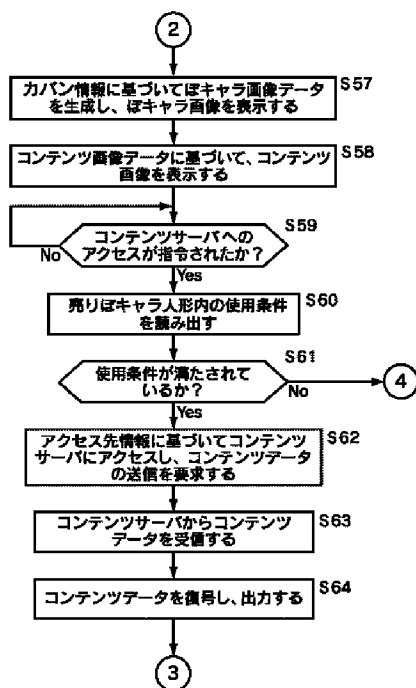 2
カバン情報に基づいてぽキャラ画像データ
を生成し、ぽキャラ画像を表示する
S57
コンテンツ画像データに基づいて、コンテンツ
画像を表示する
S58
コンテンツサーバへの
アクセスが指令されたか?
S59
No
Yes
売りぽキャラ人形内の使用条件
を読み出す
S60
使用条件が満たされて
いるか?
S61
No
4
Yes
アクセス先情報に基づいてコンテンツ
サーバにアクセスし、コンテンツデータ
の送信を要求する
S62
コンテンツサーバからコンテンツ
データを受信する
S63
コンテンツデータを復号し、出力する
S64
3